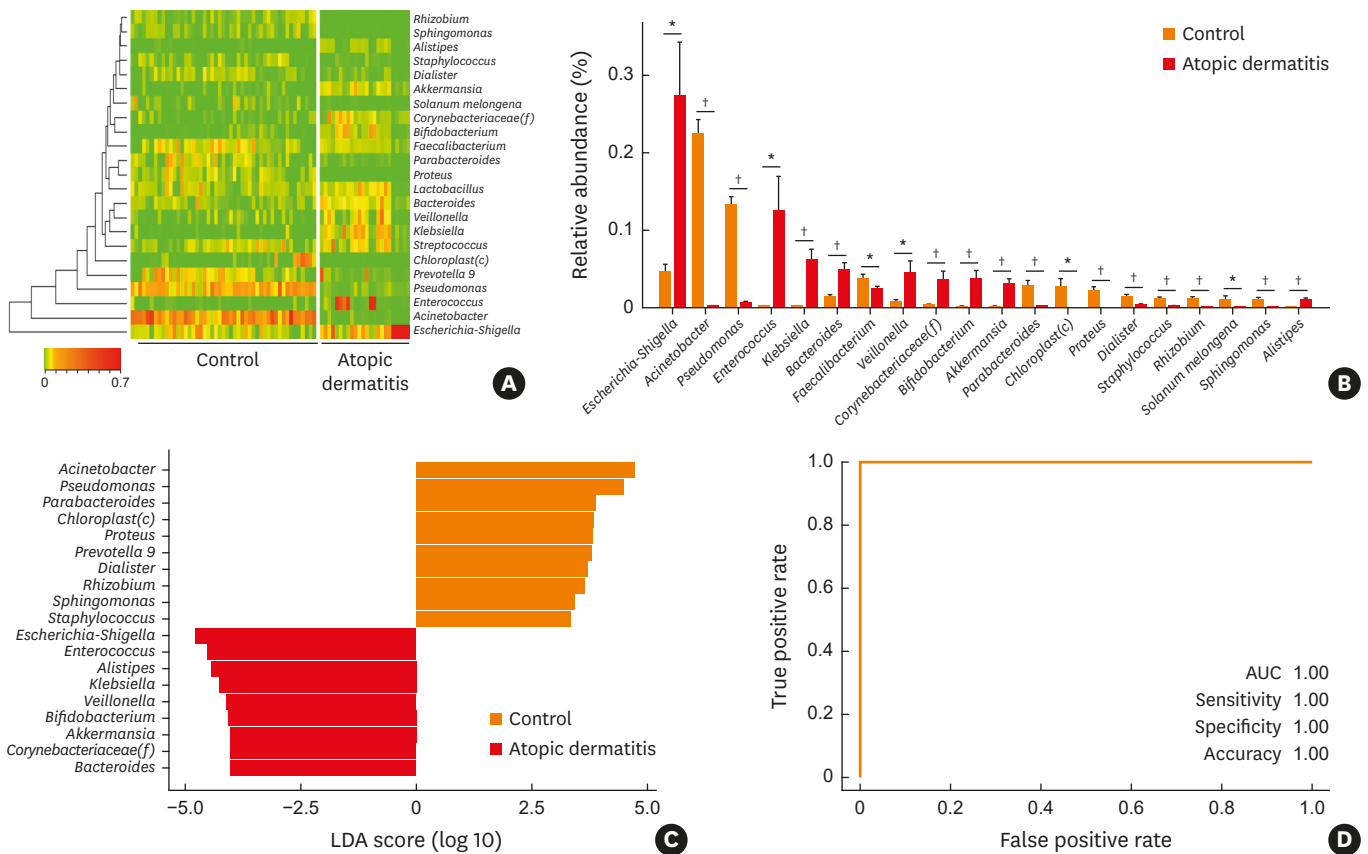 Rhizobium
Sphingomonas
Alistipes
Staphylococcus
Dialister
Akkermansia
Solanum melongena
Corynebacteriaceae(f)
Bifidobacterium
Faecalibacterium
Parabacteroides
Proteus
Lactobacillus
Bacteroides
Veillonella
Klebsiella
Streptococcus
Chloroplast(c)
Prevotella 9
Pseudomonas
Enterococcus
Acinetobacter
Escherichia-Shigella
0 0.7
Control
Atopic
dermatitis
A
Relative abundance (%)
0.3
0.2
0.1
0
* † † * † † * * † † † † * † † † † * † †
Control
Atopic dermatitis
Escherichia-Shigella
Acinetobacter
Pseudomonas
Enterococcus
Klebsiella
Bacteroides
Faecalibacterium
Veillonella
Corynebacteriaceae(f)
Bifidobacterium
Akkermansia
Parabacteroides
Chloroplast(c)
Proteus
Dialister
Staphylococcus
Rhizobium
Solanum melongena
Sphingomonas
Alistipes
B
Acinetobacter
Pseudomonas
Parabacteroides
Chloroplast(c)
Proteus
Prevotella 9
Dialister
Rhizobium
Sphingomonas
Staphylococcus
Escherichia-Shigella
Enterococcus
Alistipes
Klebsiella
Veillonella
Bifidobacterium
Akkermansia
Corynebacteriaceae(f)
Bacteroides
Control
Atopic dermatitis
−5.0 −2.5 0 2.5 5.0
LDA score (log 10)
C
True positive rate
1.0
0.8
0.6
0.4
0.2
0
AUC 1.00
Sensitivity 1.00
Specificity 1.00
Accuracy 1.00
0 0.2 0.4 0.6 0.8 1.0
False positive rate
D